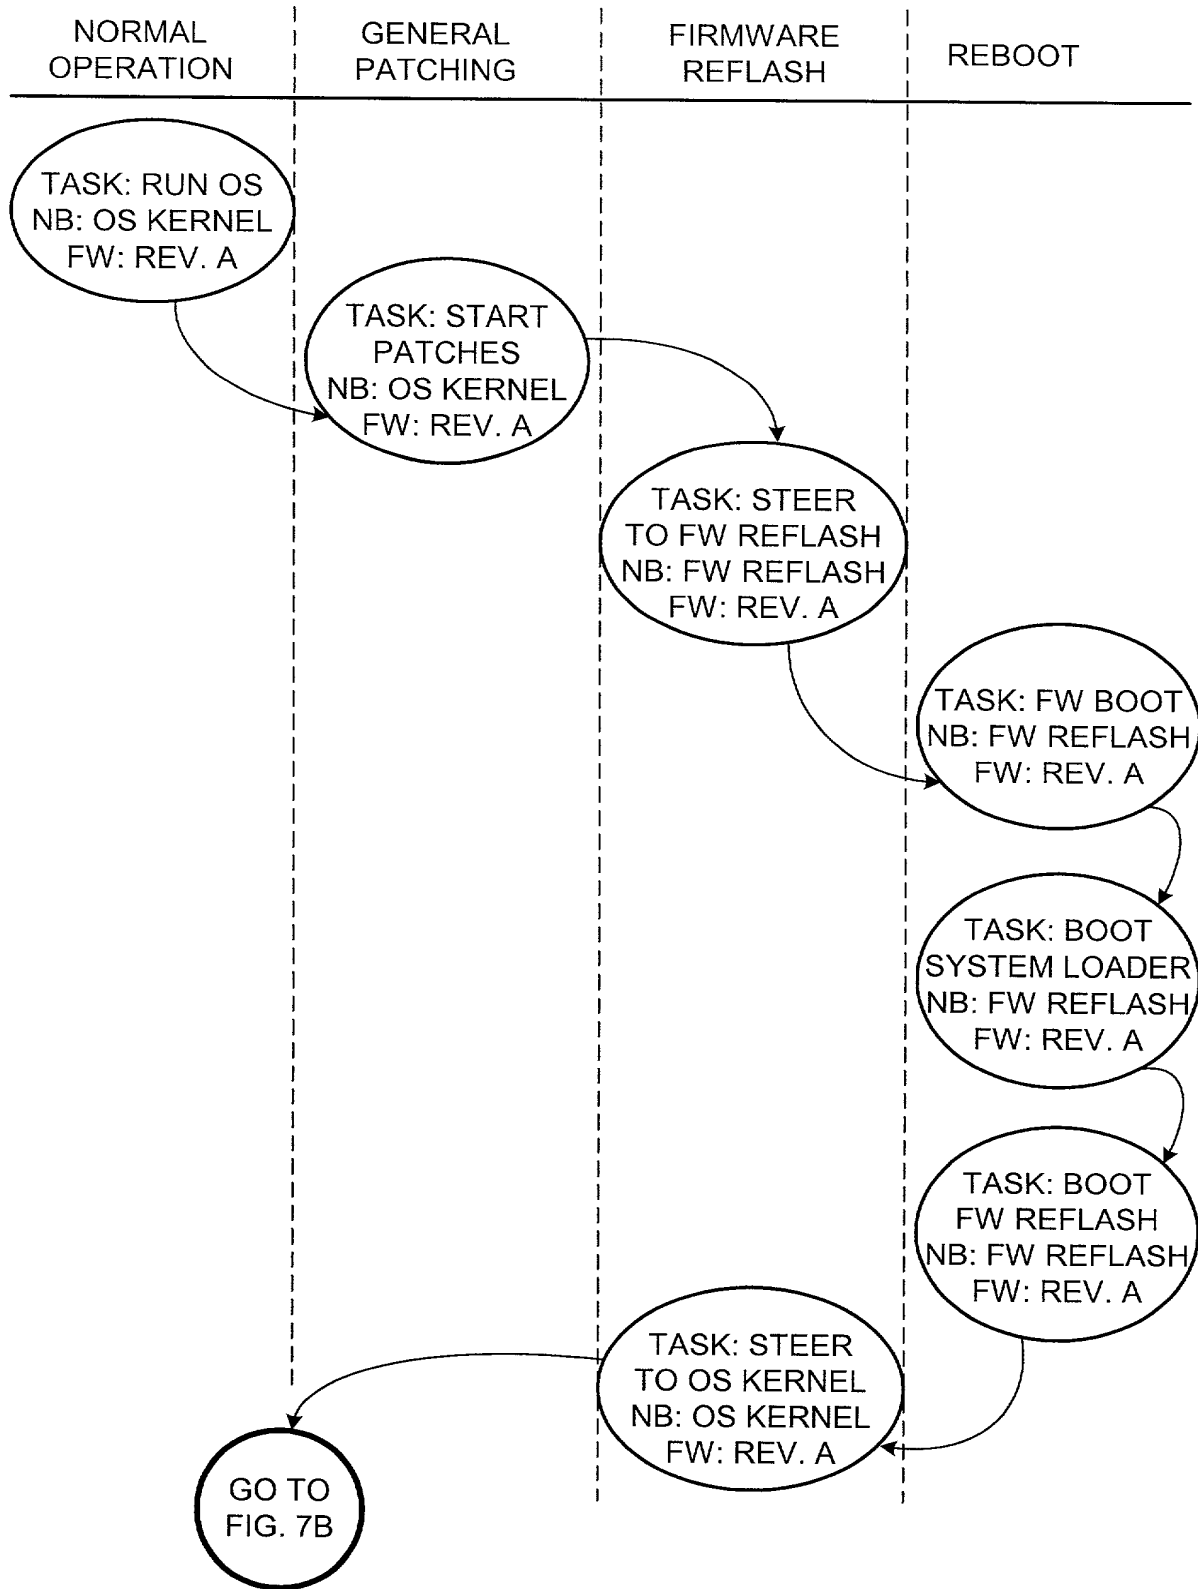 NORMAL
OPERATION
GENERAL
PATCHING
FIRMWARE
REFLASH
REBOOT
TASK: RUN OS
NB: OS KERNEL
FW: REV. A
TASK: START
PATCHES
NB: OS KERNEL
FW: REV. A
TASK: STEER
TO FW REFLASH
NB: FW REFLASH
FW: REV. A
TASK: FW BOOT
NB: FW REFLASH
FW: REV. A
TASK: BOOT
SYSTEM LOADER
NB: FW REFLASH
FW: REV. A
TASK: BOOT
FW REFLASH
NB: FW REFLASH
FW: REV. A
TASK: STEER
TO OS KERNEL
NB: OS KERNEL
FW: REV. A
GO TO
FIG. 7B